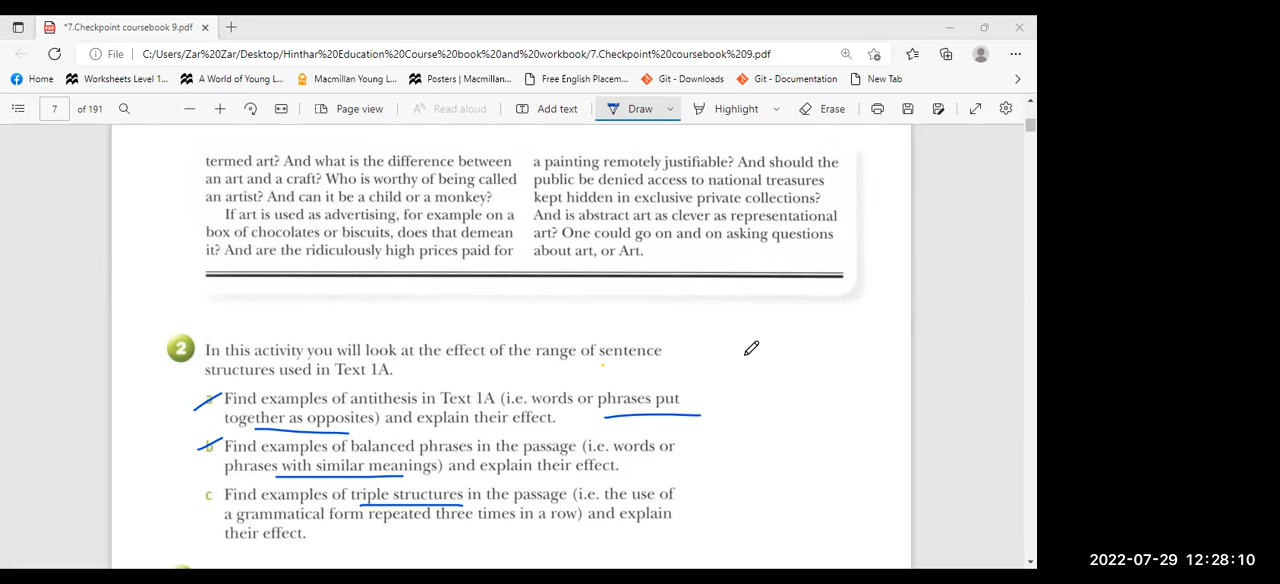 *7.Checkpoint coursebook 9.pdf
File C:/Users/Zar%20Zar/Desktop/Hinthar%20Education%20Course%20book%20and%20workbook/7.Checkpoint%20coursebook%209.pdf
Home Worksheets Level 1... A World of Young L... Macmillan Young L... Posters | Macmillan... Free English Placem... Git - Downloads Git - Documentation New Tab
7 of 191 Page view Read aloud Add text Draw Highlight Erase
termed art? And what is the difference between
an art and a craft? Who is worthy of being called
an artist? And can it be a child or a monkey?
If art is used as advertising, for example on a
box of chocolates or biscuits, does that demean
it? And are the ridiculously high prices paid for
a painting remotely justifiable? And should the
public be denied access to national treasures
kept hidden in exclusive private collections?
And is abstract art as clever as representational
art? One could go on and on asking questions
about art, or Art.
2 In this activity you will look at the effect of the range of sentence
structures used in Text 1A.
a Find examples of antithesis in Text 1A (i.e. words or phrases put
together as opposites) and explain their effect.
b Find examples of balanced phrases in the passage (i.e. words or
phrases with similar meanings) and explain their effect.
c Find examples of triple structures in the passage (i.e. the use of
a grammatical form repeated three times in a row) and explain
their effect.
2022-07-29 12:28:10